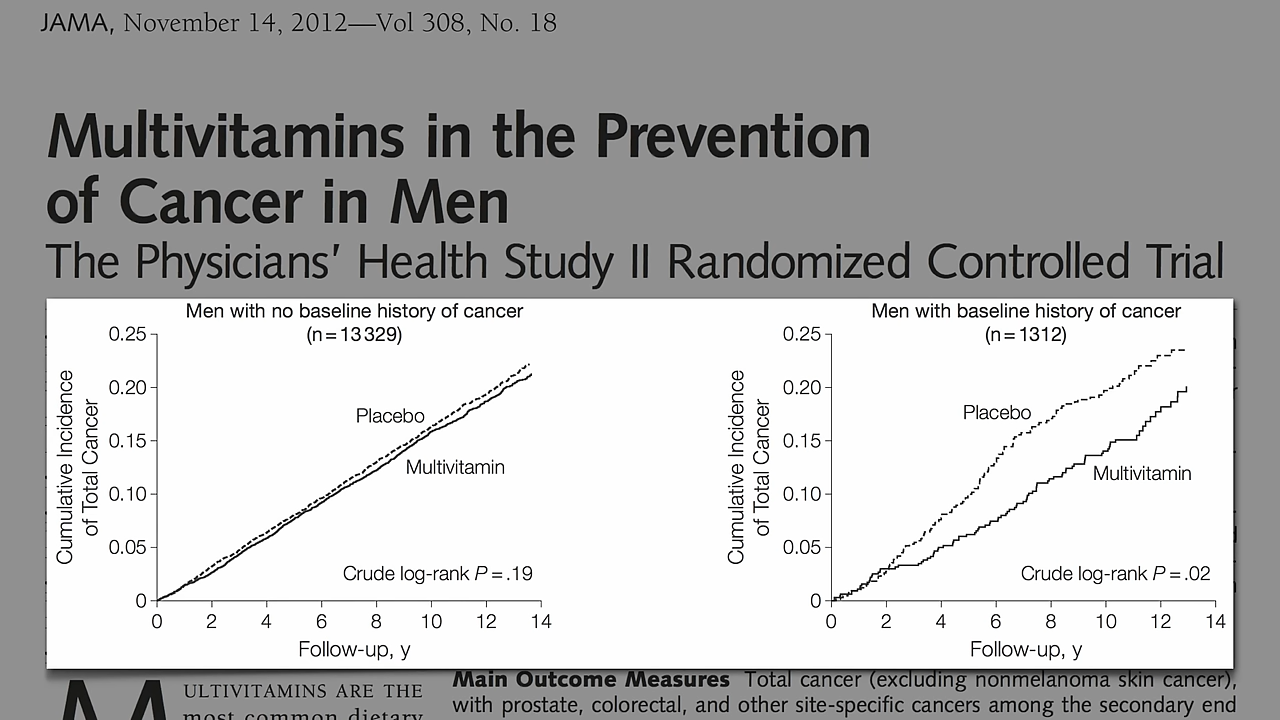 JAMA, November 14, 2012—Vol 308, No. 18
Multivitamins in the Prevention
of Cancer in Men
The Physicians’ Health Study II Randomized Controlled Trial
Men with no baseline history of cancer
(n=13 329)
0.25
0.20
0.15
0.10
0.05
0
Cumulative Incidence
of Total Cancer
Placebo
Multivitamin
Crude log-rank P=.19
0 2 4 6 8 10 12 14
Follow-up, y
Men with baseline history of cancer
(n=1312)
0.25
0.20
0.15
0.10
0.05
0
Cumulative Incidence
of Total Cancer
Placebo
Multivitamin
Crude log-rank P=.02
0 2 4 6 8 10 12 14
Follow-up, y
MULTIVITAMINS ARE THE
most common dietary
Main Outcome Measures Total cancer (excluding nonmelanoma skin cancer),
with prostate, colorectal, and other site-specific cancers among the secondary end